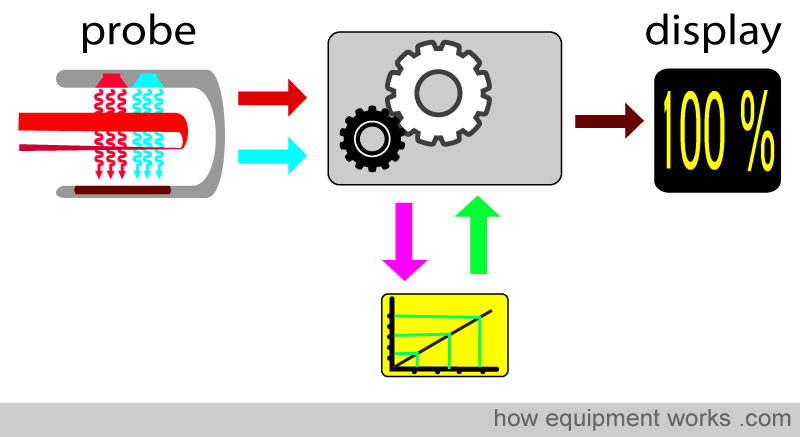 probe
display
100 %
how equipment works .com